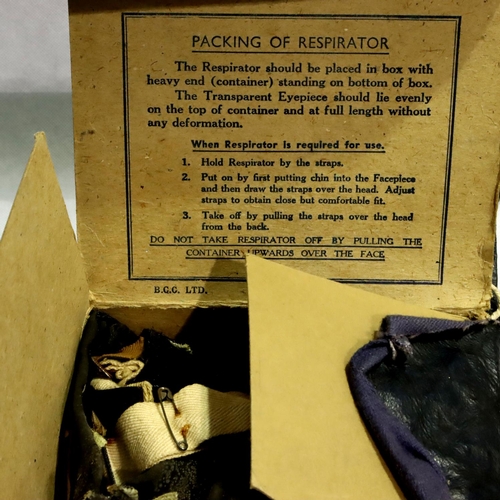 PACKING OF RESPIRATOR
The Respirator should be placed in box with
heavy end (container) standing on bottom of box.
The Transparent Eyepiece should lie evenly
on the top of container and at full length without
any deformation.
When Respirator is required for use.
1. Hold Respirator by the straps.
2. Put on by first putting chin into the Facepiece
and then draw the straps over the head. Adjust
straps to obtain close but comfortable fit.
3. Take off by pulling the straps over the head
from the back.
DO NOT TAKE RESPIRATOR OFF BY PULLING THE
CONTAINER UPWARDS OVER THE FACE
B.C.C. LTD.